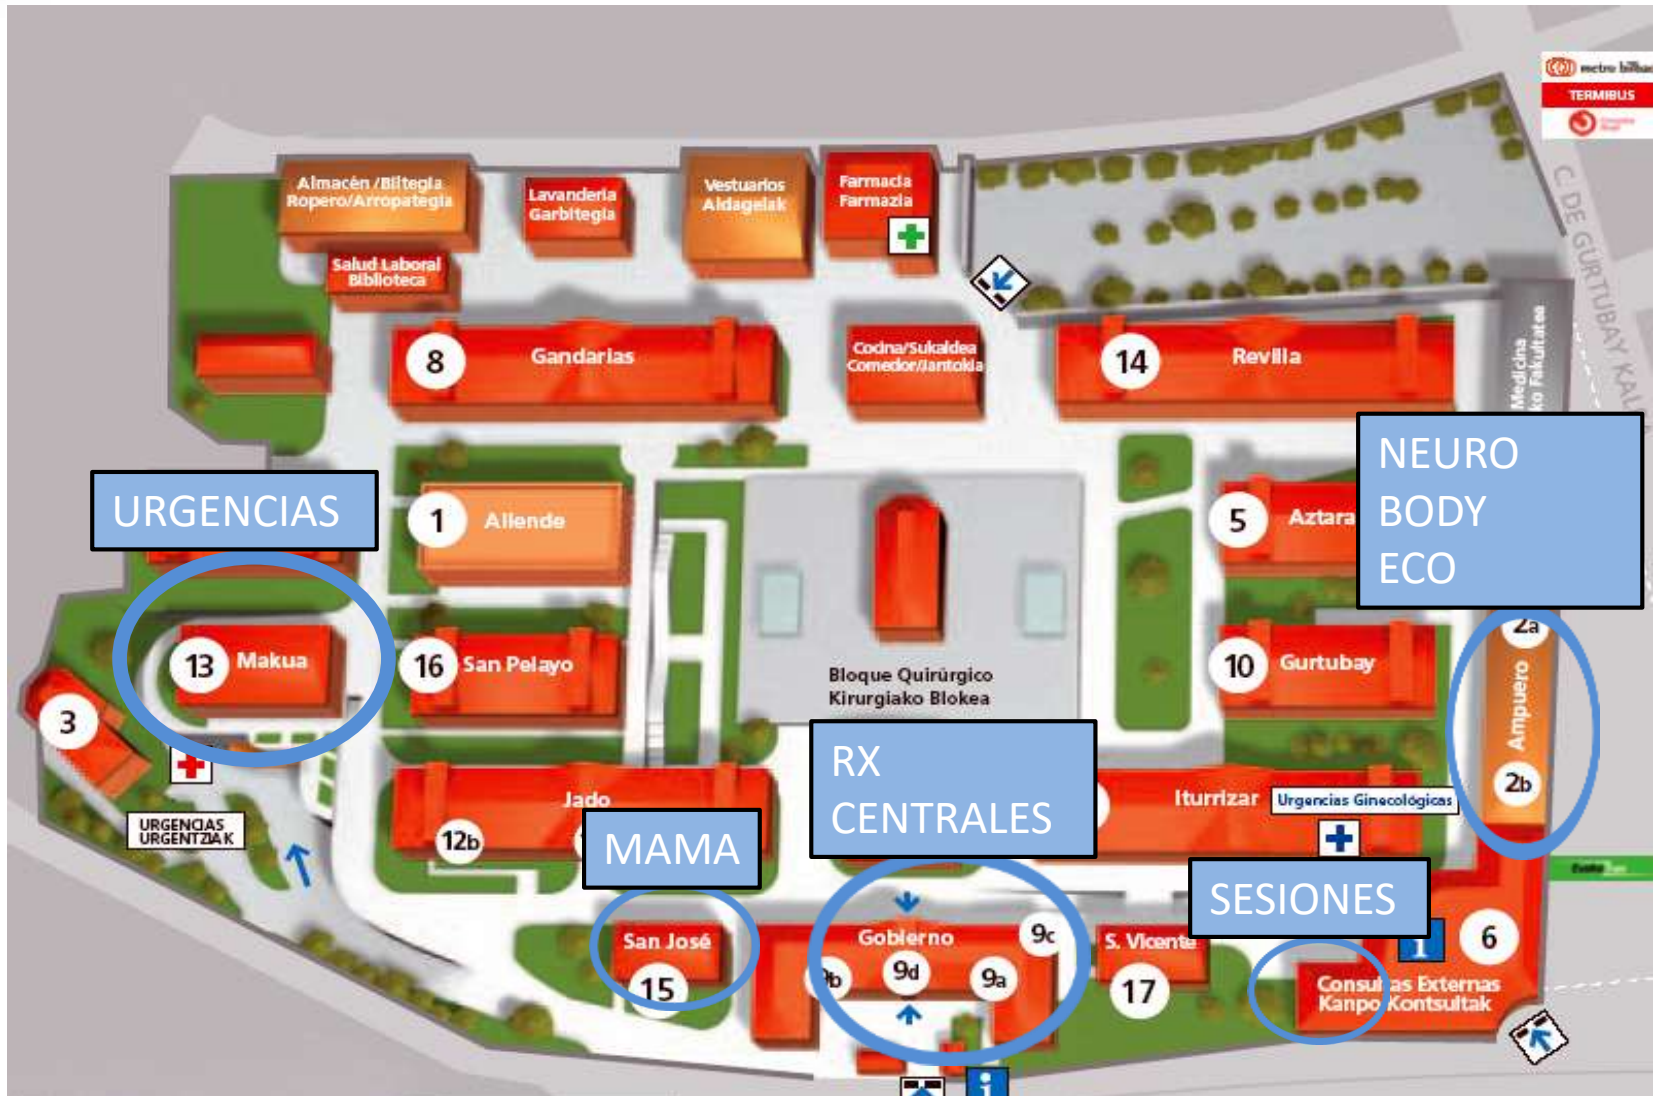 metro bilbao
TERMIBUS
C. DE GURTUBAY KALEA
Almacén /Biltegia
Ropero/Arropategia
Lavanderia
Garbitegia
Vestuarios
Aldagelak
Farmacia
Farmazia
Salud Laboral
Biblioteca
8
Gandarias
Cocina/Sukaldea
Comedor/Jantokia
14
Revilla
Medicina
ko Fakultatea
URGENCIAS
1
Allende
5
Aztara
NEURO
BODY
ECO
13
Makua
16
San Pelayo
Bloque Quirúrgico
Kirurgiako Blokea
10
Gurtubay
2a
Ampuero
2b
3
URGENCIAS
URGENTZIAK
Jado
12b
MAMA
RX
CENTRALES
Iturrizar
Urgencias Ginecológicas
SESIONES
San José
15
Gobierno
9b
9d
9a
9c
S. Vicente
17
i
6
Consultas Externas
Kanpo Kontsultak
i